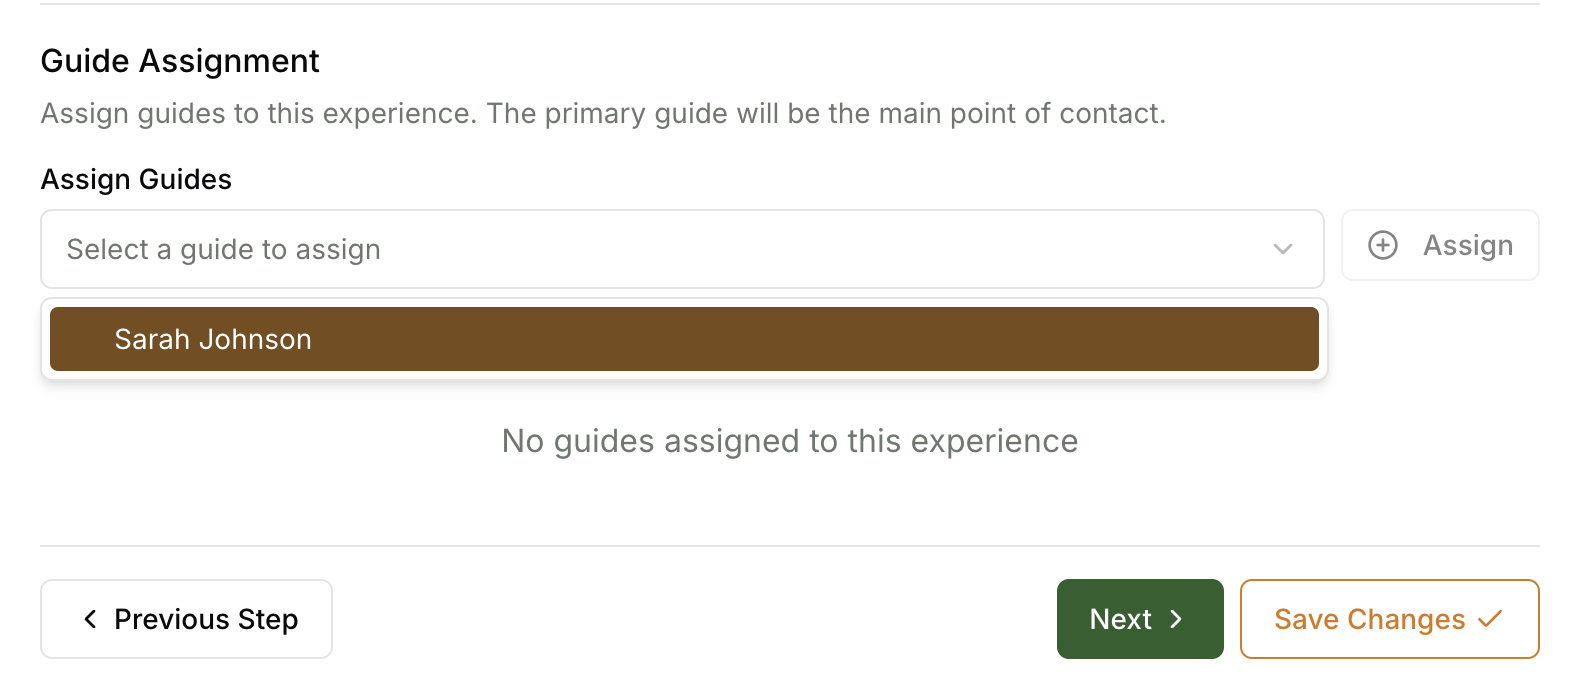 Guide Assignment
Assign guides to this experience. The primary guide will be the main point of contact.
Assign Guides
Select a guide to assign
Assign
Sarah Johnson
No guides assigned to this experience
Previous Step
Next
Save Changes